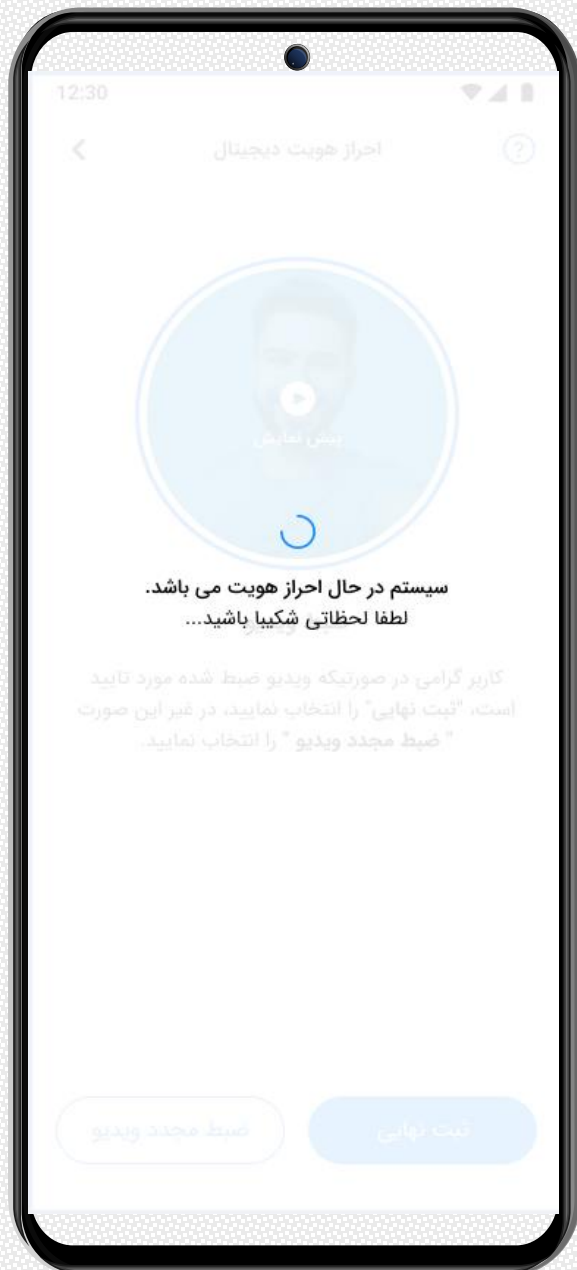 12:30
احراز هویت دیجیتال
?
پیش نمایش
سیستم در حال احراز هویت می باشد.
لطفا لحظاتی شکیبا باشید...
کاربر گرامی در صورتیکه ویدیو ضبط شده مورد تایید
است، "ثبت نهایی" را انتخاب نمایید، در غیر این صورت
" ضبط مجدد ویدیو " را انتخاب نمایید.
ثبت نهایی
ضبط مجدد ویدیو